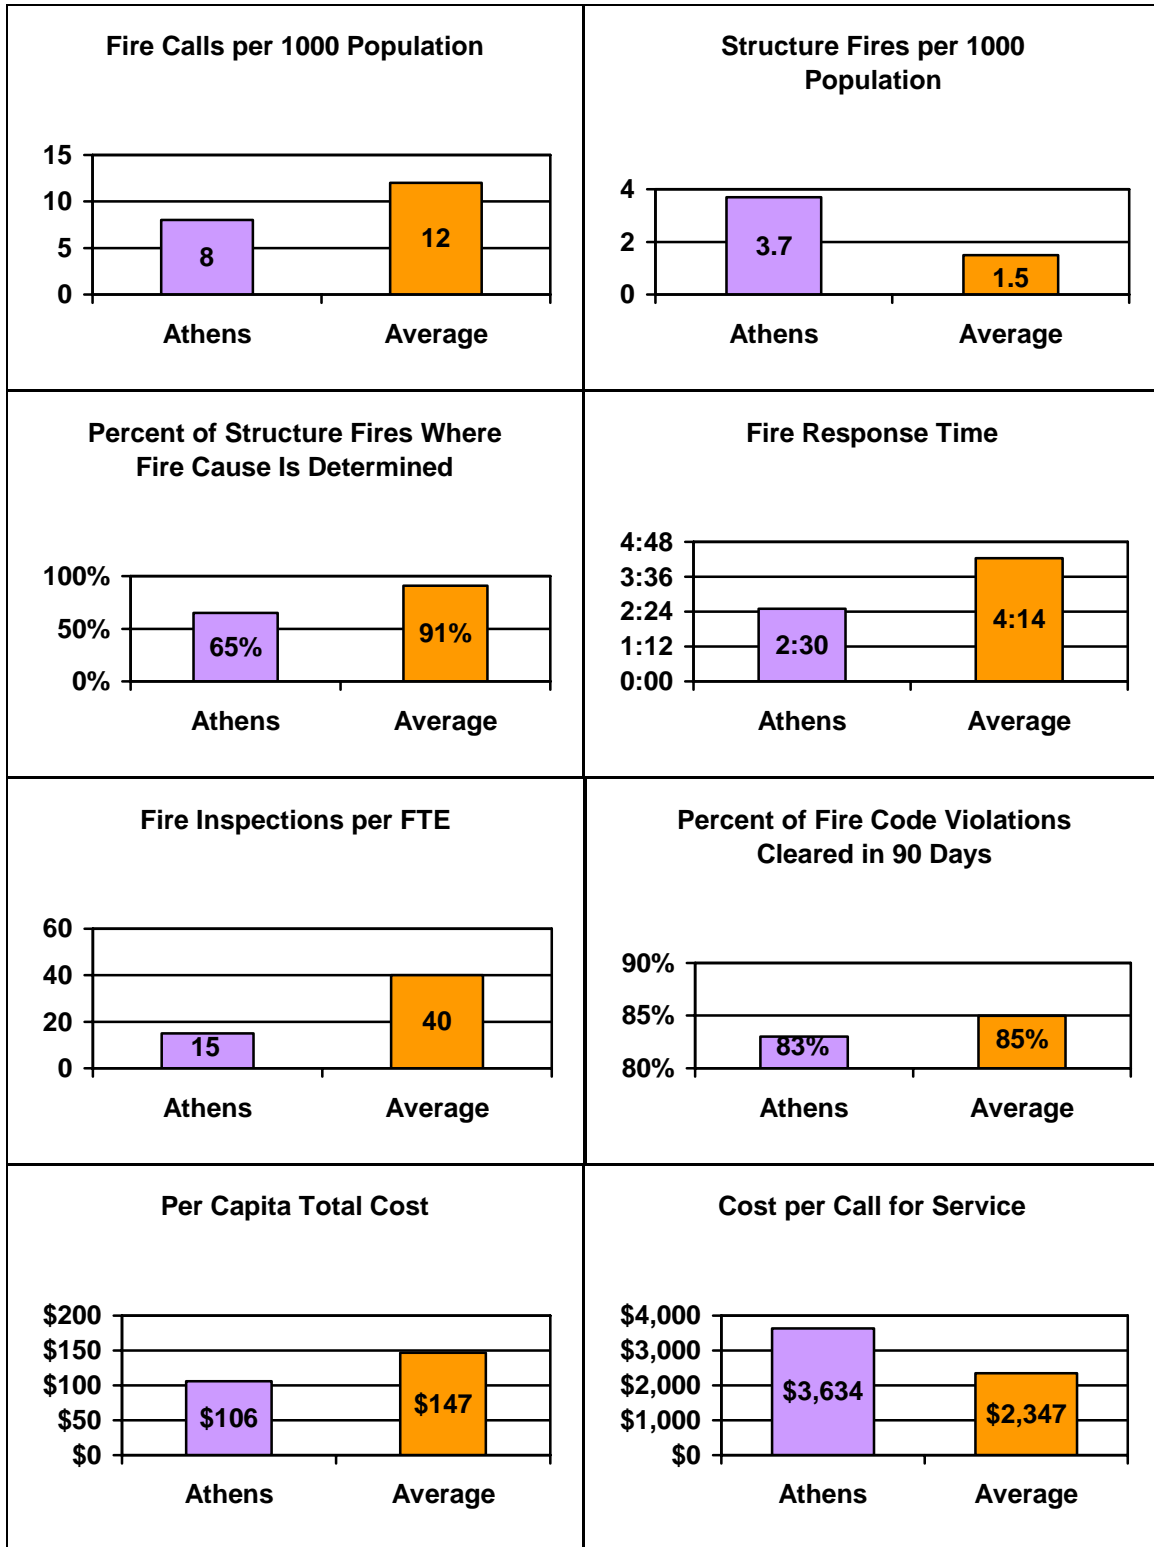 Fire Calls per 1000 Population
15
10
5
0
8
12
Athens
Average
Structure Fires per 1000
Population
4
2
0
3.7
1.5
Athens
Average
Percent of Structure Fires Where
Fire Cause Is Determined
100%
50%
0%
65%
91%
Athens
Average
Fire Response Time
4:48
3:36
2:24
1:12
0:00
2:30
4:14
Athens
Average
Fire Inspections per FTE
60
40
20
0
15
40
Athens
Average
Percent of Fire Code Violations
Cleared in 90 Days
90%
85%
80%
83%
85%
Athens
Average
Per Capita Total Cost
$200
$150
$100
$50
$0
$106
$147
Athens
Average
Cost per Call for Service
$4,000
$3,000
$2,000
$1,000
$0
$3,634
$2,347
Athens
Average